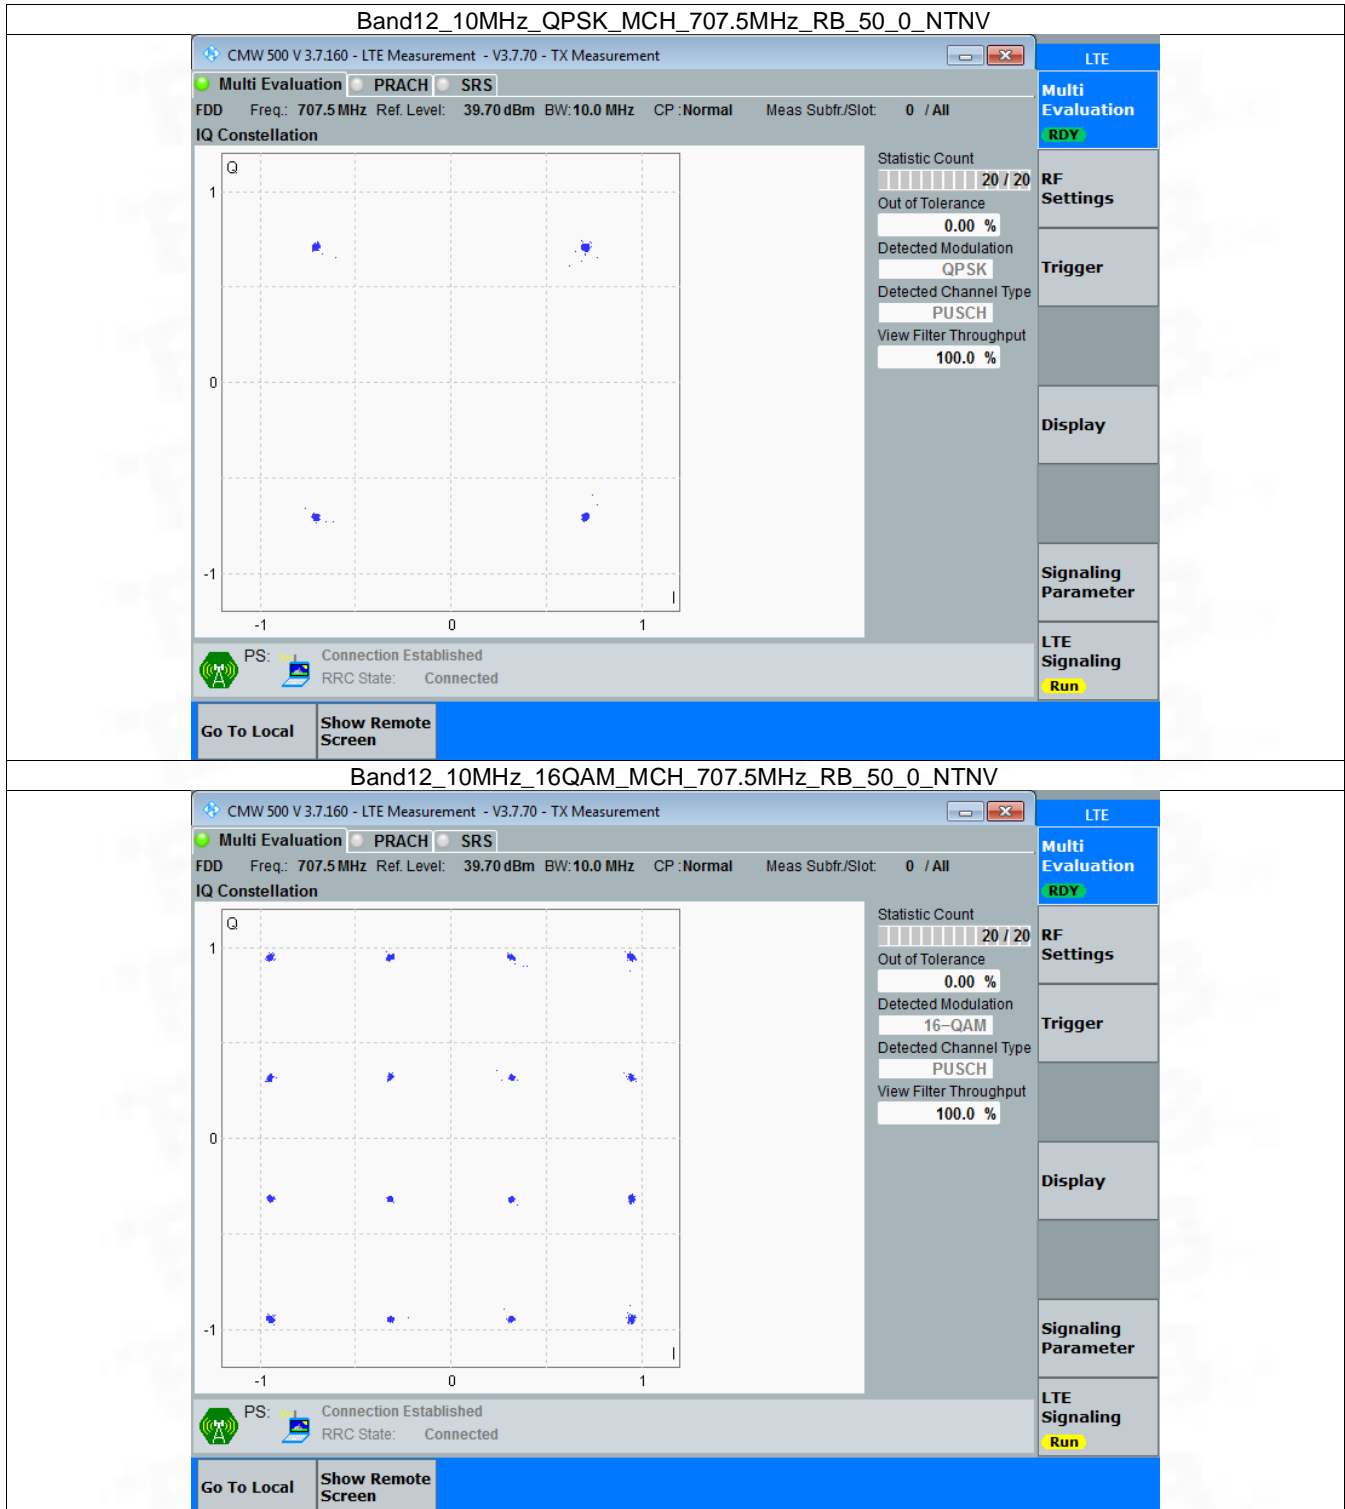 Band12_10MHz_QPSK_MCH_707.5MHz_RB_50_0_NTNV
CMW 500 V 3.7.160 - LTE Measurement - V3.7.70 - TX Measurement
LTE
Multi Evaluation PRACH SRS
Multi
Evaluation
RDY
FDD Freq.: 707.5 MHz Ref. Level: 39.70 dBm BW: 10.0 MHz CP : Normal Meas Subfr./Slot: 0 / All
IQ Constellation
Q
1
0
-1
I
-1 0 1
Statistic Count
20 / 20
Out of Tolerance
0.00 %
Detected Modulation
QPSK
Detected Channel Type
PUSCH
View Filter Throughput
100.0 %
RF
Settings
Trigger
Display
Signaling
Parameter
LTE
Signaling
Run
PS: Connection Established
RRC State: Connected
Go To Local
Show Remote
Screen
Band12_10MHz_16QAM_MCH_707.5MHz_RB_50_0_NTNV
CMW 500 V 3.7.160 - LTE Measurement - V3.7.70 - TX Measurement
LTE
Multi Evaluation PRACH SRS
Multi
Evaluation
RDY
FDD Freq.: 707.5 MHz Ref. Level: 39.70 dBm BW: 10.0 MHz CP : Normal Meas Subfr./Slot: 0 / All
IQ Constellation
Q
1
0
-1
I
-1 0 1
Statistic Count
20 / 20
Out of Tolerance
0.00 %
Detected Modulation
16-QAM
Detected Channel Type
PUSCH
View Filter Throughput
100.0 %
RF
Settings
Trigger
Display
Signaling
Parameter
LTE
Signaling
Run
PS: Connection Established
RRC State: Connected
Go To Local
Show Remote
Screen